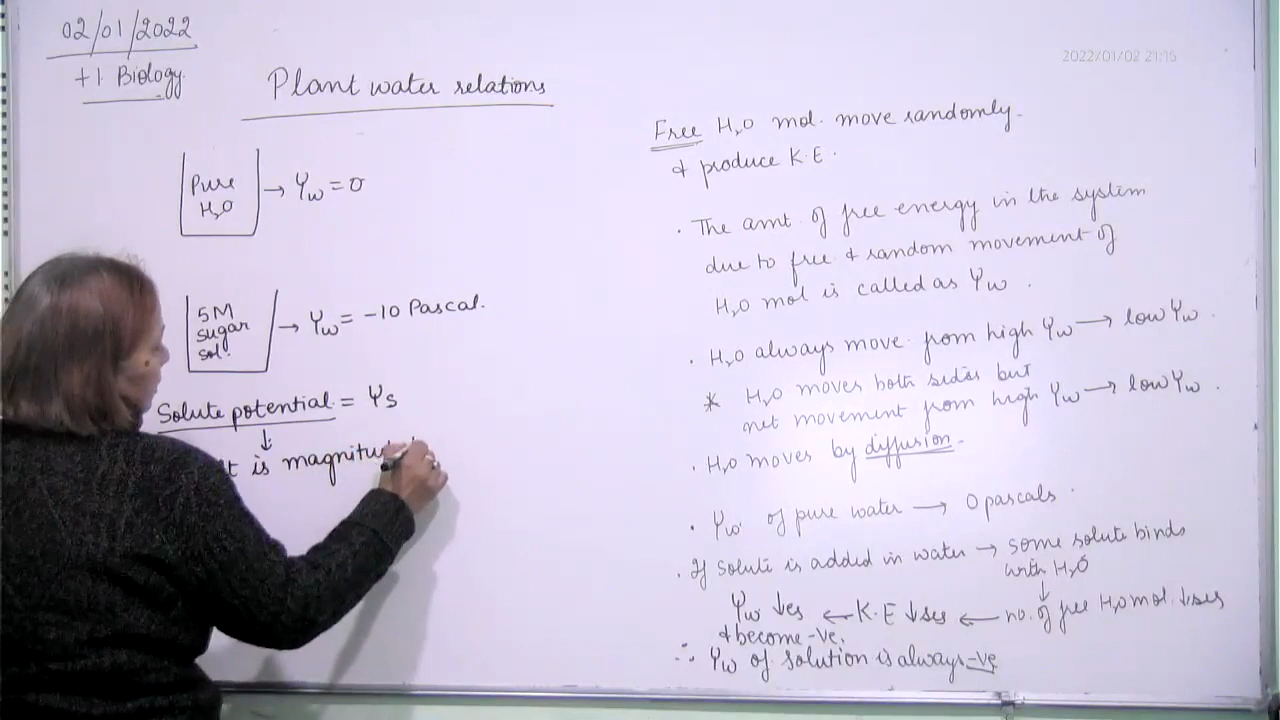 02/01/2022
+1 Biology
Plant water relations
2022/01/02 21:15
Pure
H2O
→ Ψw = 0
5M
sugar
sol.
→ Ψw = -10 Pascal.
Solute potential = Ψs
↓
It is magnitu
Free H2O mol. move randomly
& produce K.E.
· The amt. of free energy in the system
due to free & random movement of
H2O mol is called as Ψw.
· H2O always move from high Ψw → low Ψw.
* H2O moves both sides but
net movement from high Ψw → low Ψw.
· H2O moves by diffusion.
· Ψw of pure water → 0 pascals
· If solute is added in water → some solute binds
with H2O
↓
Ψw ↓es ← K.E ↓ses ← no. of free H2O mol. ↓ses
& become -ve.
∴ Ψw of solution is always -ve